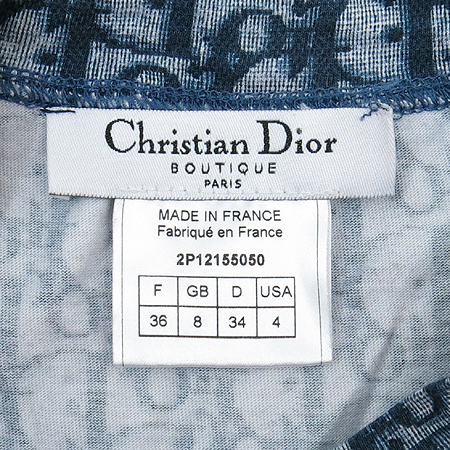 Christian Dior
BOUTIQUE
PARIS
MADE IN FRANCE
Fabriqué en France
2P12155050
F GB D USA
36 8 34 4